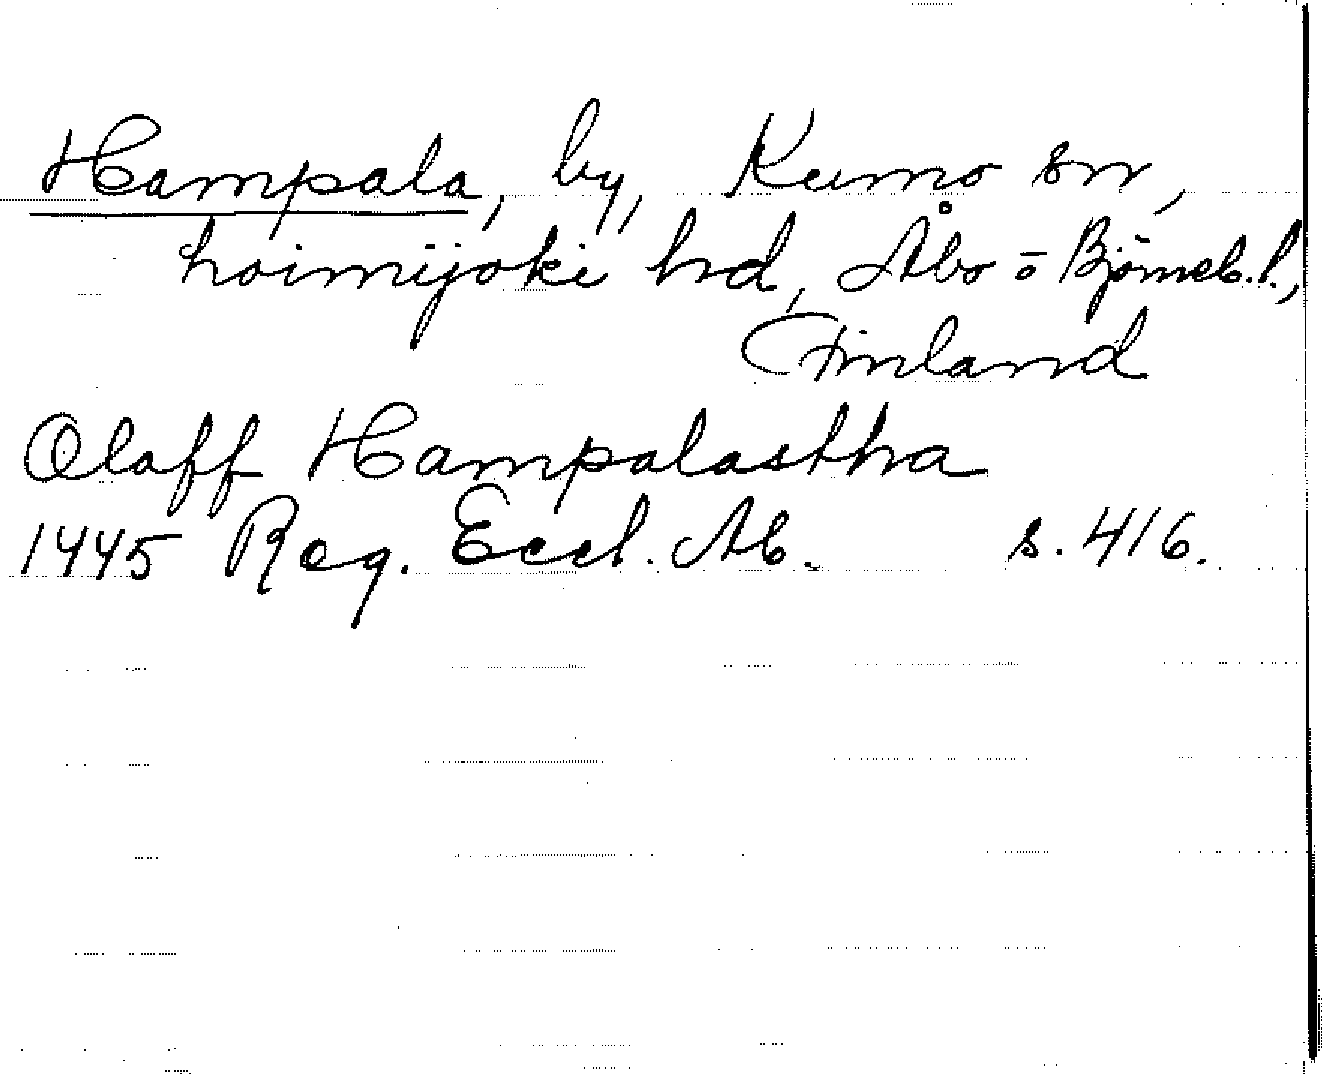 Hampala, by, Kumo sn,
loimijoki hd, Åbo o Björneb. l.,
Finland
Olaff Hampalastha
1445 Reg. Eccl. Ab. s. 416.